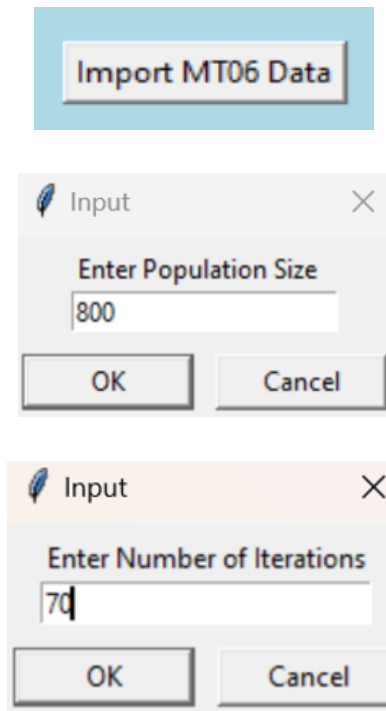 Import MT06 Data
Input
Enter Population Size
800
OK Cancel
Input
Enter Number of Iterations
70
OK Cancel